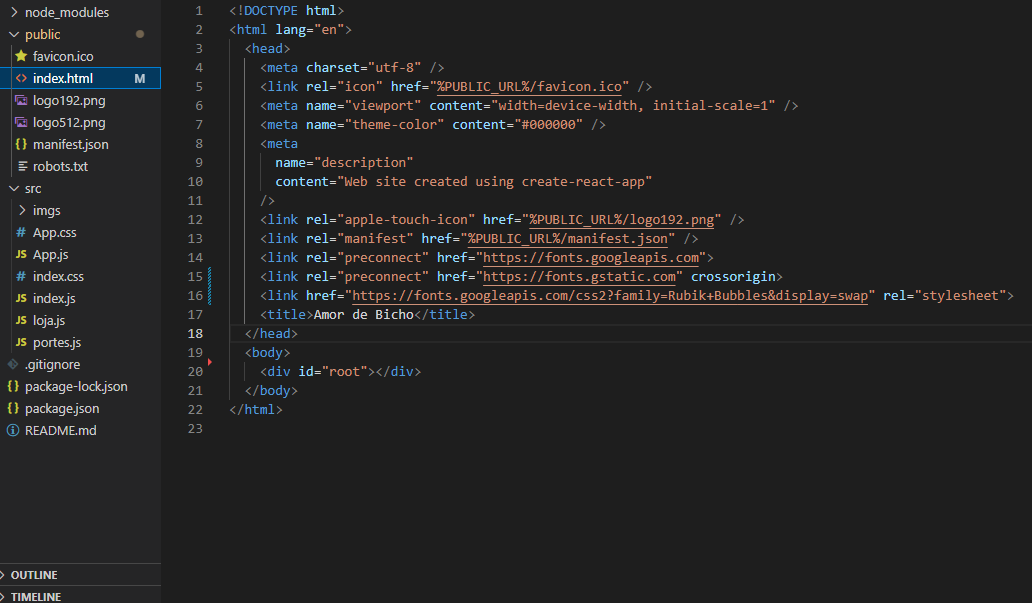 node_modules
public
favicon.ico
index.html M
logo192.png
logo512.png
manifest.json
robots.txt
src
imgs
App.css
App.js
index.css
index.js
loja.js
portes.js
.gitignore
package-lock.json
package.json
README.md
OUTLINE
TIMELINE
1 <!DOCTYPE html>
2 <html lang="en">
3 <head>
4 <meta charset="utf-8" />
5 <link rel="icon" href="%PUBLIC_URL%/favicon.ico" />
6 <meta name="viewport" content="width=device-width, initial-scale=1" />
7 <meta name="theme-color" content="#000000" />
8 <meta
9 name="description"
10 content="Web site created using create-react-app"
11 />
12 <link rel="apple-touch-icon" href="%PUBLIC_URL%/logo192.png" />
13 <link rel="manifest" href="%PUBLIC_URL%/manifest.json" />
14 <link rel="preconnect" href="https://fonts.googleapis.com">
15 <link rel="preconnect" href="https://fonts.gstatic.com" crossorigin>
16 <link href="https://fonts.googleapis.com/css2?family=Rubik+Bubbles&display=swap" rel="stylesheet">
17 <title>Amor de Bicho</title>
18 </head>
19 <body>
20 <div id="root"></div>
21 </body>
22 </html>
23